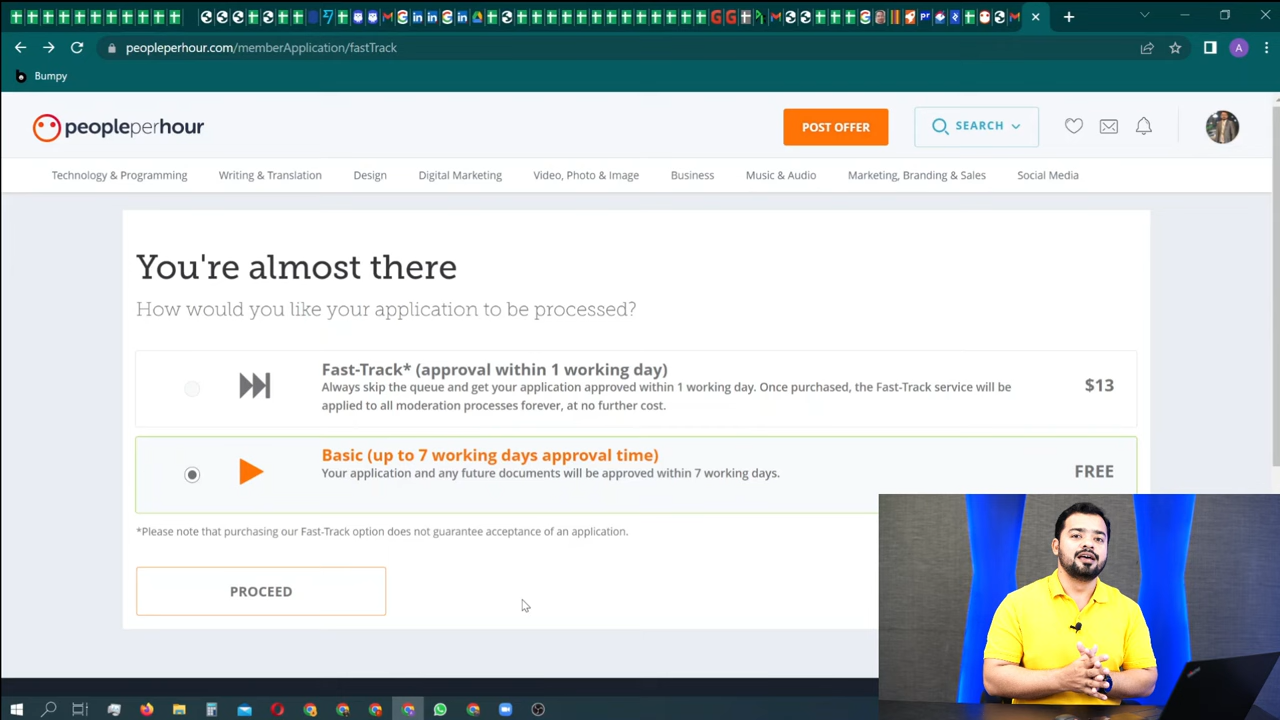 peopleperhour.com/memberApplication/fastTrack
Bumpy
peopleperhour
POST OFFER
SEARCH
Technology & Programming
Writing & Translation
Design
Digital Marketing
Video, Photo & Image
Business
Music & Audio
Marketing, Branding & Sales
Social Media
You're almost there
How would you like your application to be processed?
Fast-Track* (approval within 1 working day)
Always skip the queue and get your application approved within 1 working day. Once purchased, the Fast-Track service will be
applied to all moderation processes forever, at no further cost.
$13
Basic (up to 7 working days approval time)
Your application and any future documents will be approved within 7 working days.
FREE
*Please note that purchasing our Fast-Track option does not guarantee acceptance of an application.
PROCEED